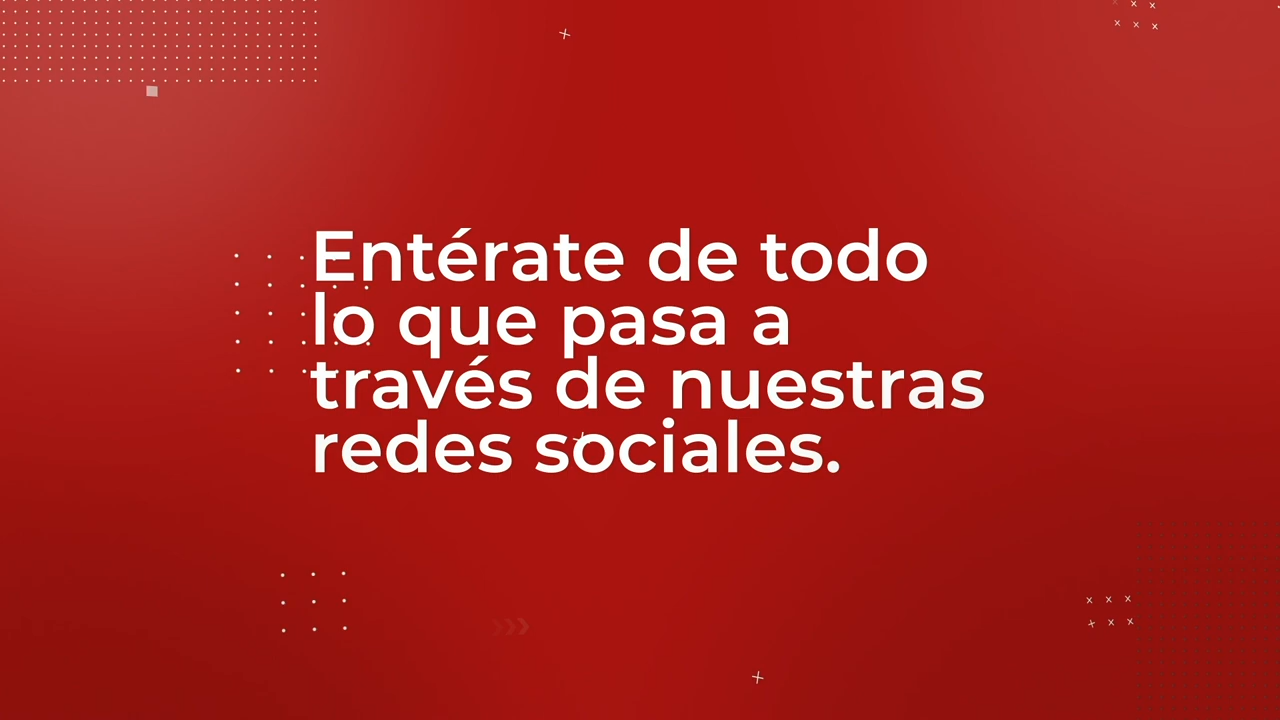 Entérate de todo
lo que pasa a
través de nuestras
redes sociales.